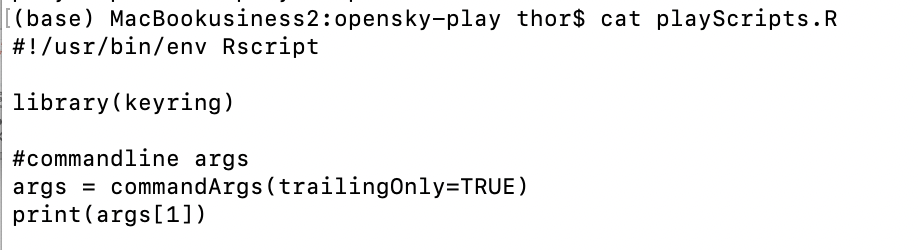 [(base) MacBookusiness2:opensky-play thor$ cat playScripts.R
#!/usr/bin/env Rscript
library(keyring)
#commandline args
args = commandArgs(trailingOnly=TRUE)
print(args[1])